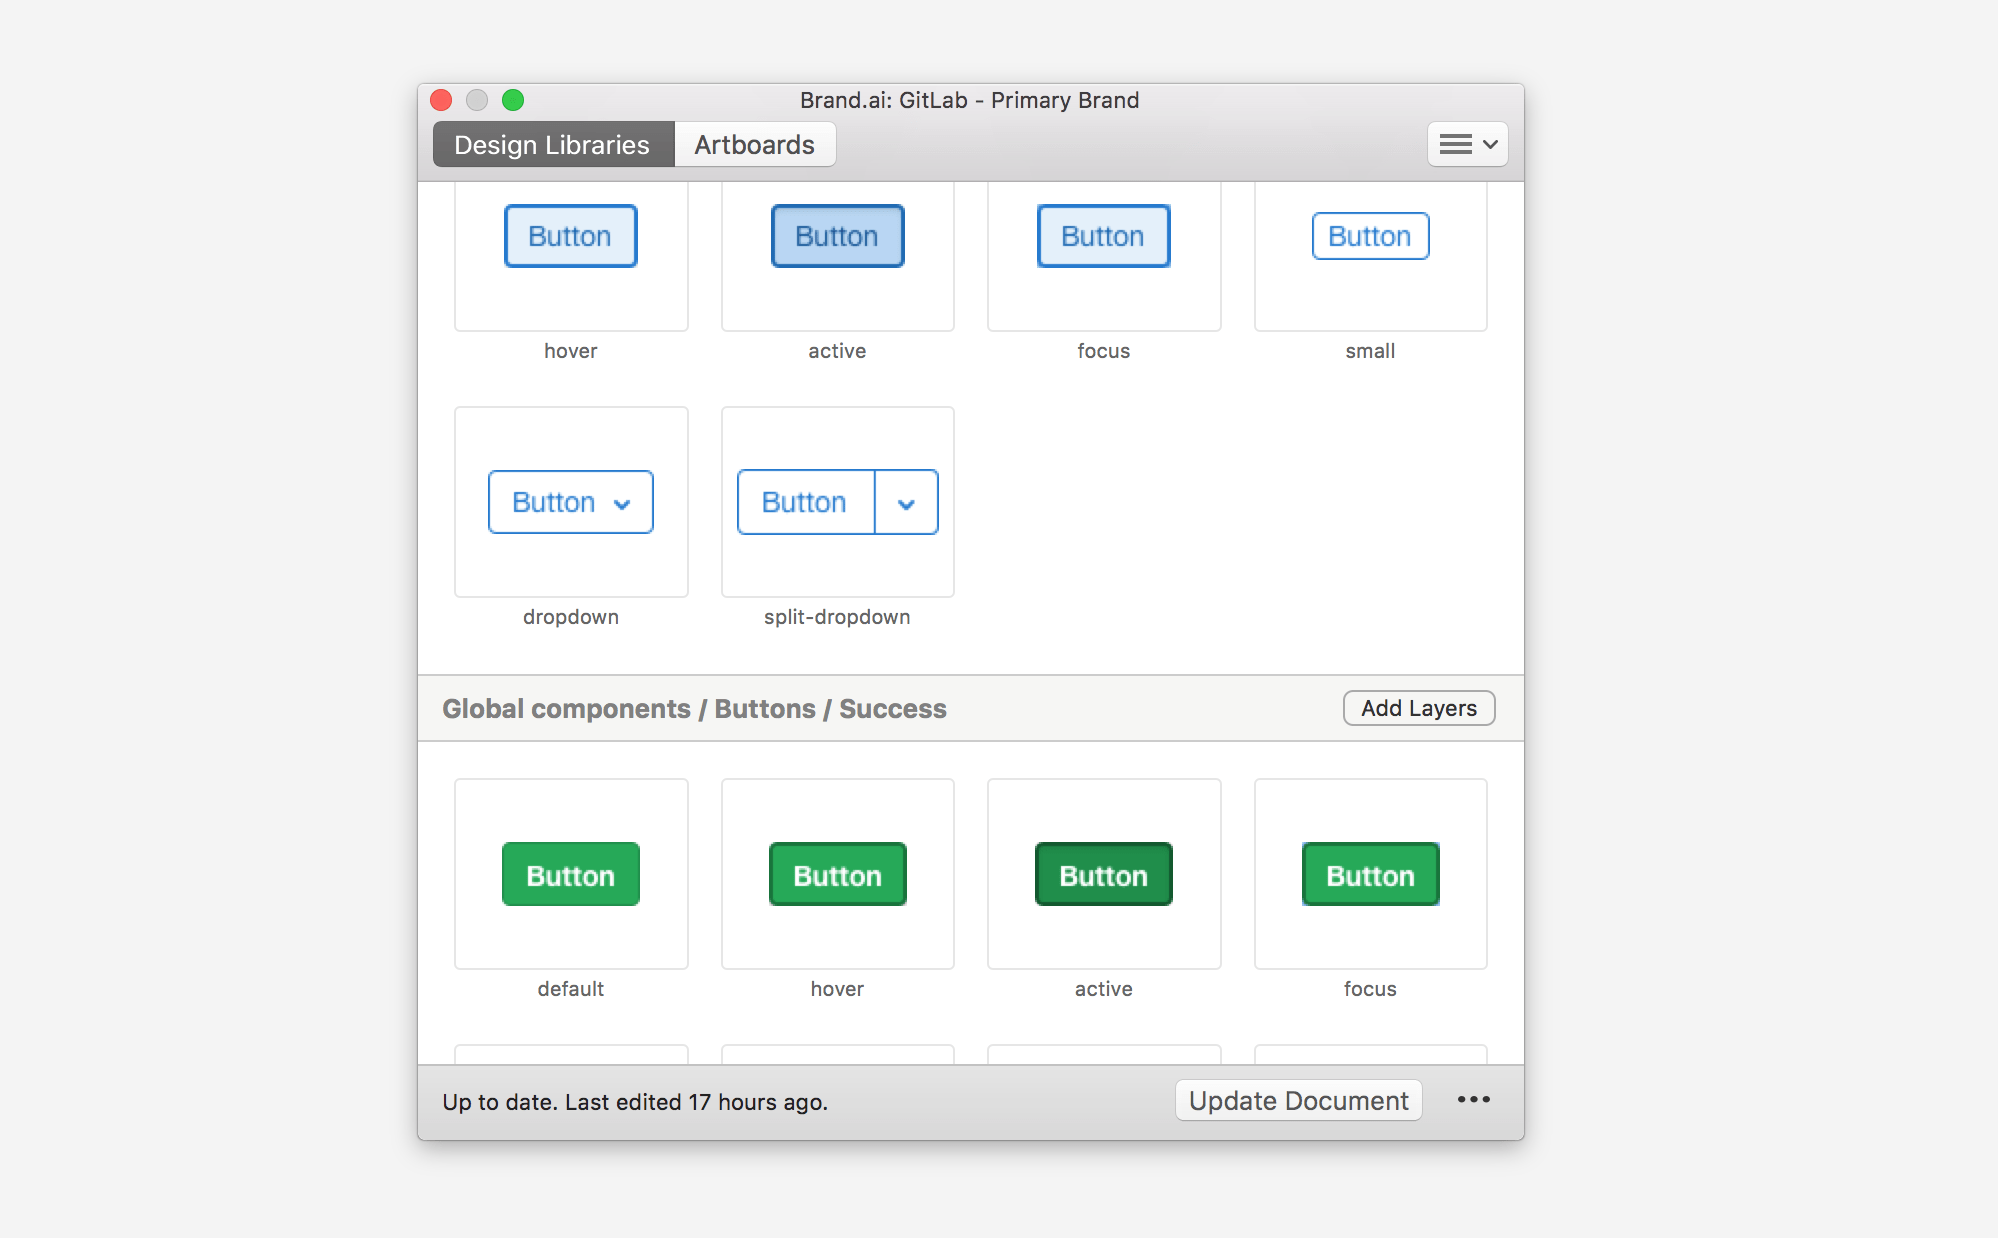 Brand.ai: GitLab - Primary Brand
Design Libraries Artboards
Button Button Button Button
hover active focus small
Button Button
dropdown split-dropdown
Global components / Buttons / Success Add Layers
Button Button Button Button
default hover active focus
Up to date. Last edited 17 hours ago. Update Document